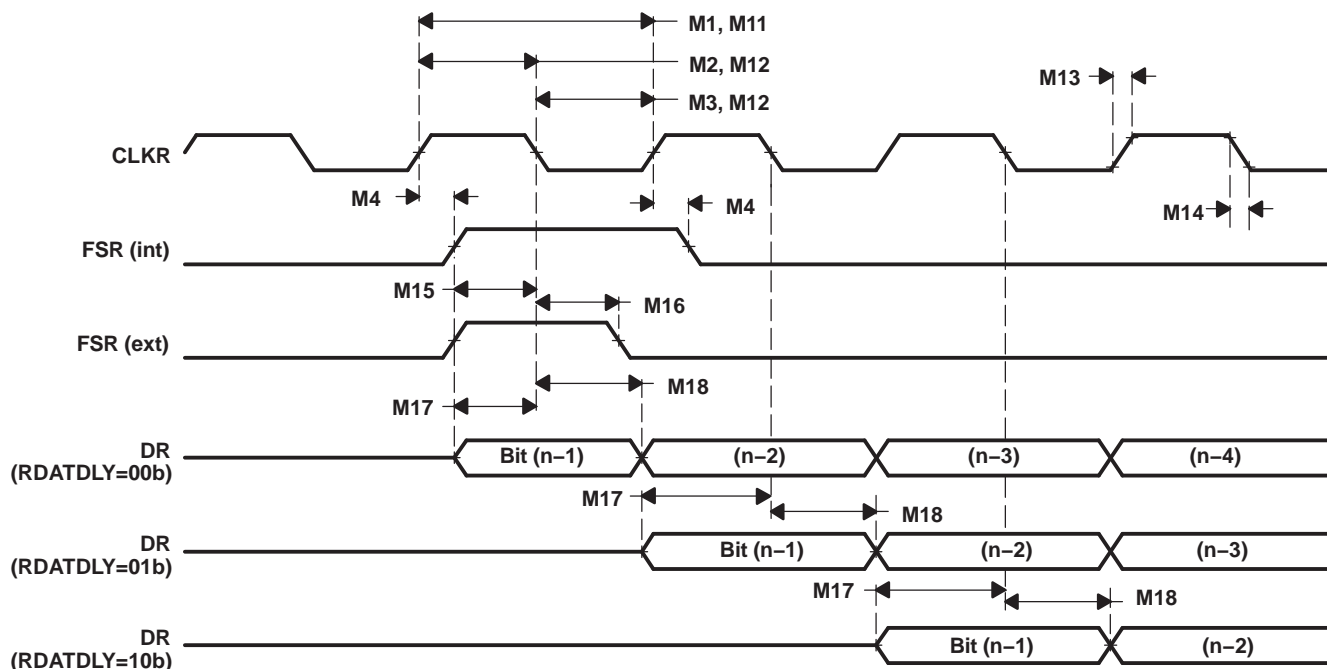 M1, M11
M2, M12
M3, M12
M13
CLKR
M4
M4
M14
FSR (int)
M15
M16
FSR (ext)
M18
M17
DR
(RDATDLY=00b)
Bit (n–1)
(n–2)
(n–3)
(n–4)
M17
M18
DR
(RDATDLY=01b)
Bit (n–1)
(n–2)
(n–3)
M17
M18
DR
(RDATDLY=10b)
Bit (n–1)
(n–2)